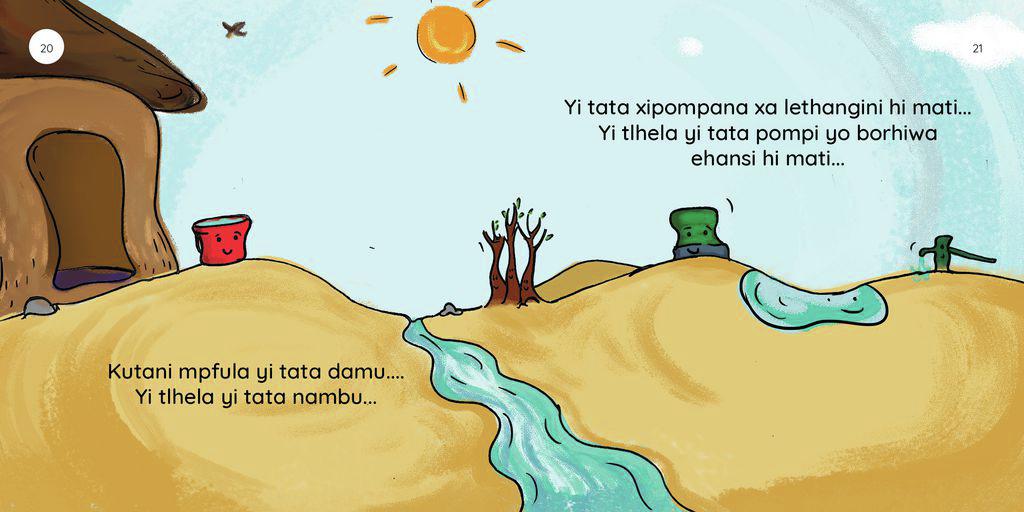 20
Kutani mpfula yi tata damu....
Yi tlhela yi tata nambu...
21
Yi tata xipompana xa lethangini hi mati...
Yi tlhela yi tata pompi yo borhiwa
ehansi hi mati...